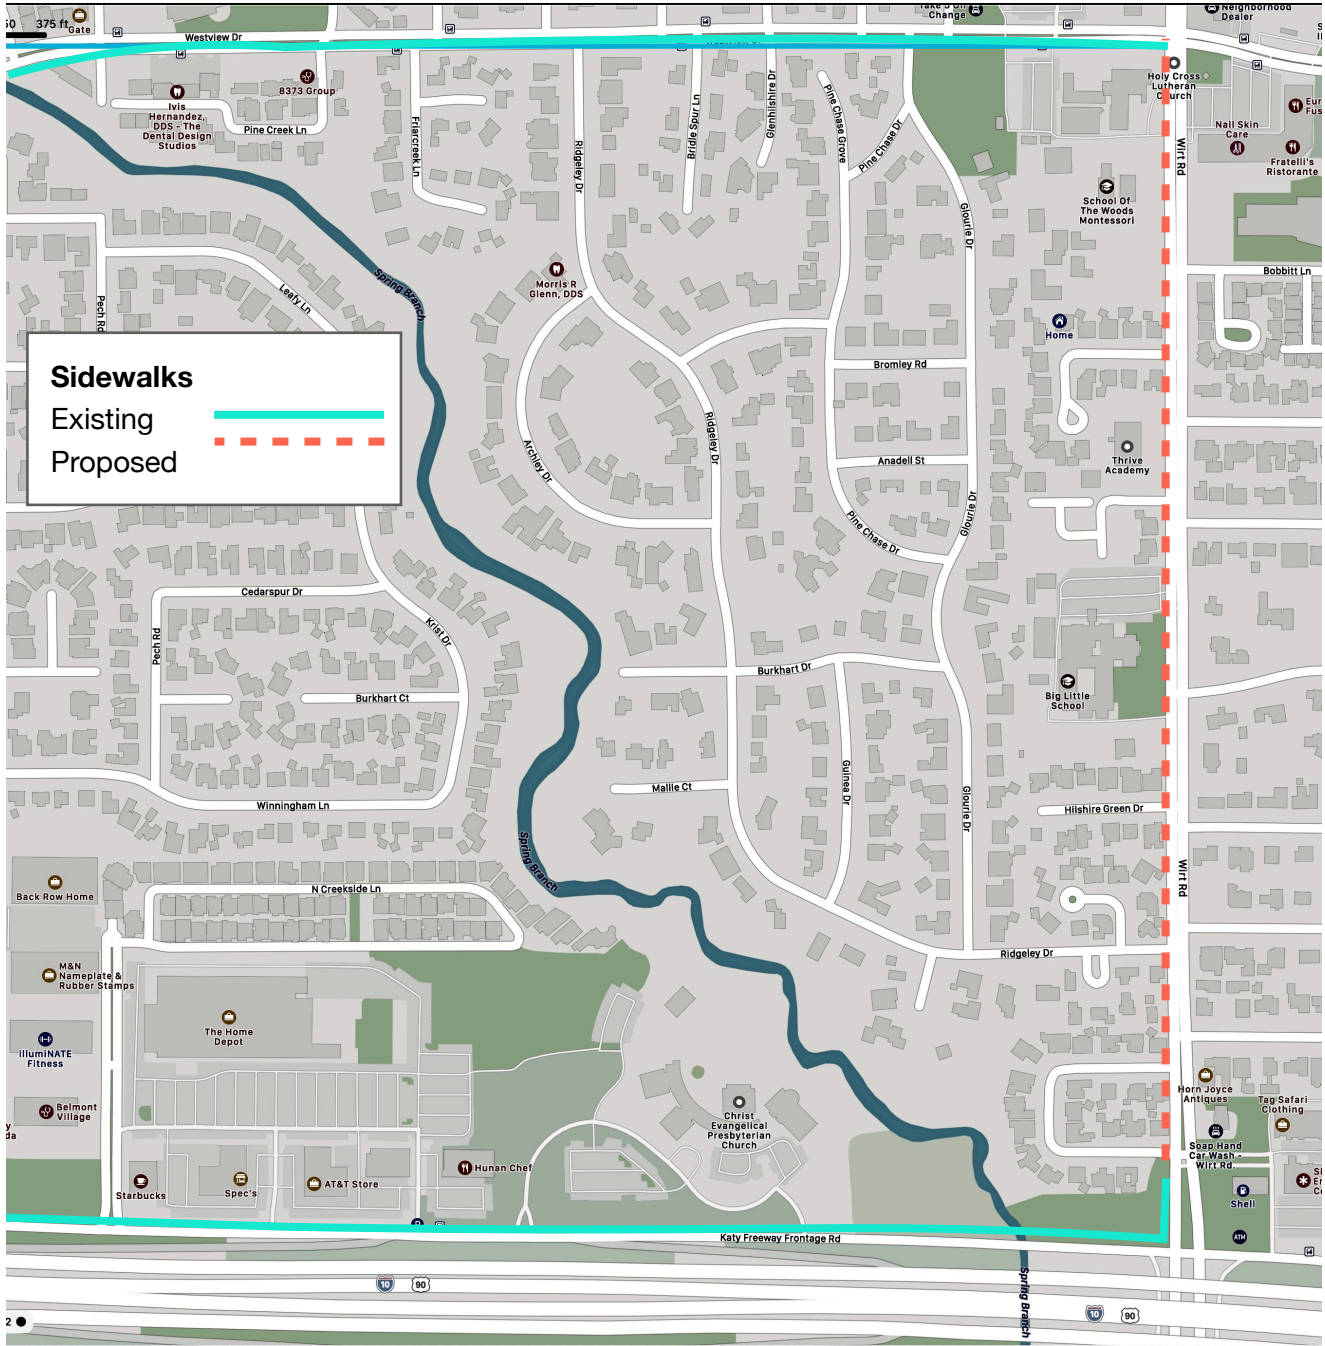 50
375 ft
Gate
Westview Dr
Change
Neighborhood
Dealer
Holy Cross
Lutheran
Church
8373 Group
Ivis
Hernandez,
DDS - The
Dental Design
Studios
Pine Creek Ln
Friarcreek Ln
Ridgeley Dr
Bridle Spur Ln
Glenhilshire Dr
Pine Chase Grove
Pine Chase Dr
Glourie Dr
Wirt Rd
Nail Skin
Care
Fratelli's
Ristorante
School Of
The Woods
Montessori
Bobbitt Ln
Spring Branch
Morris R
Glenn, DDS
Leafy Ln
Pech Rd
Home
Bromley Rd
Sidewalks
Existing
Proposed
Archley Dr
Ridgeley Dr
Anadell St
Thrive
Academy
Glourie Dr
Pine Chase Dr
Cedarspur Dr
Krist Dr
Pech Rd
Burkhart Dr
Burkhart Ct
Big Little
School
Mallie Ct
Guinea Dr
Glourie Dr
Hilshire Green Dr
Winningham Ln
Spring Branch
Wirt Rd
Back Row Home
N Creekside Ln
Ridgeley Dr
M&N
Nameplate &
Rubber Stamps
The Home
Depot
illumiNATE
Fitness
Belmont
Village
Christ
Evangelical
Presbyterian
Church
Horn Joyce
Antiques
Tag Safari
Clothing
Soap Hand
Car Wash -
Wirt Rd.
Hunan Chef
Starbucks
Spec's
AT&T Store
Shell
ATM
Katy Freeway Frontage Rd
10
90
Spring Branch
10
90
2